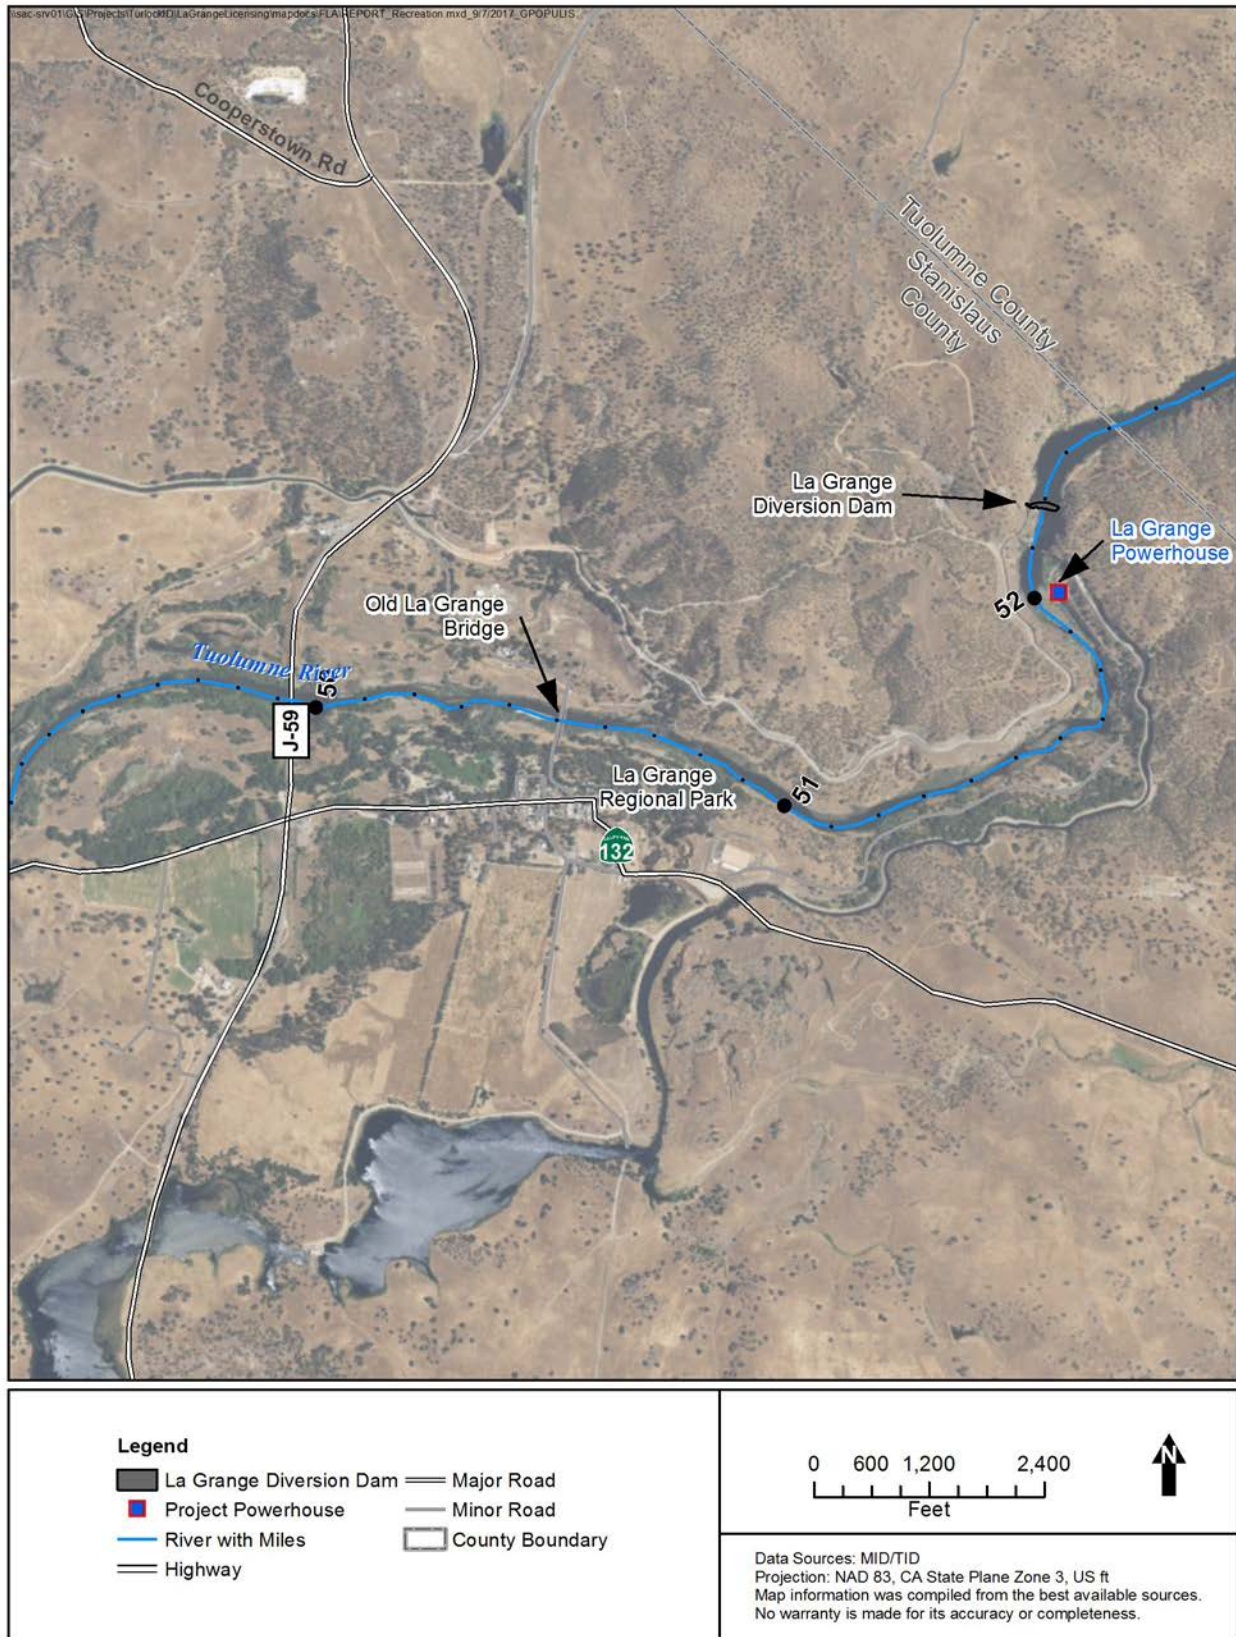 Cooperstown Rd
Tuolumne County
Stanislaus
County
La Grange
Diversion Dam
La Grange
Powerhouse
52
Old La Grange
Bridge
Tuolumne River
J-59
La Grange
Regional Park
51
132
Legend
La Grange Diversion Dam
Major Road
Project Powerhouse
Minor Road
River with Miles
County Boundary
Highway
0 600 1,200 2,400
Feet
N
Data Sources: MID/TID
Projection: NAD 83, CA State Plane Zone 3, US ft
Map information was compiled from the best available sources.
No warranty is made for its accuracy or completeness.